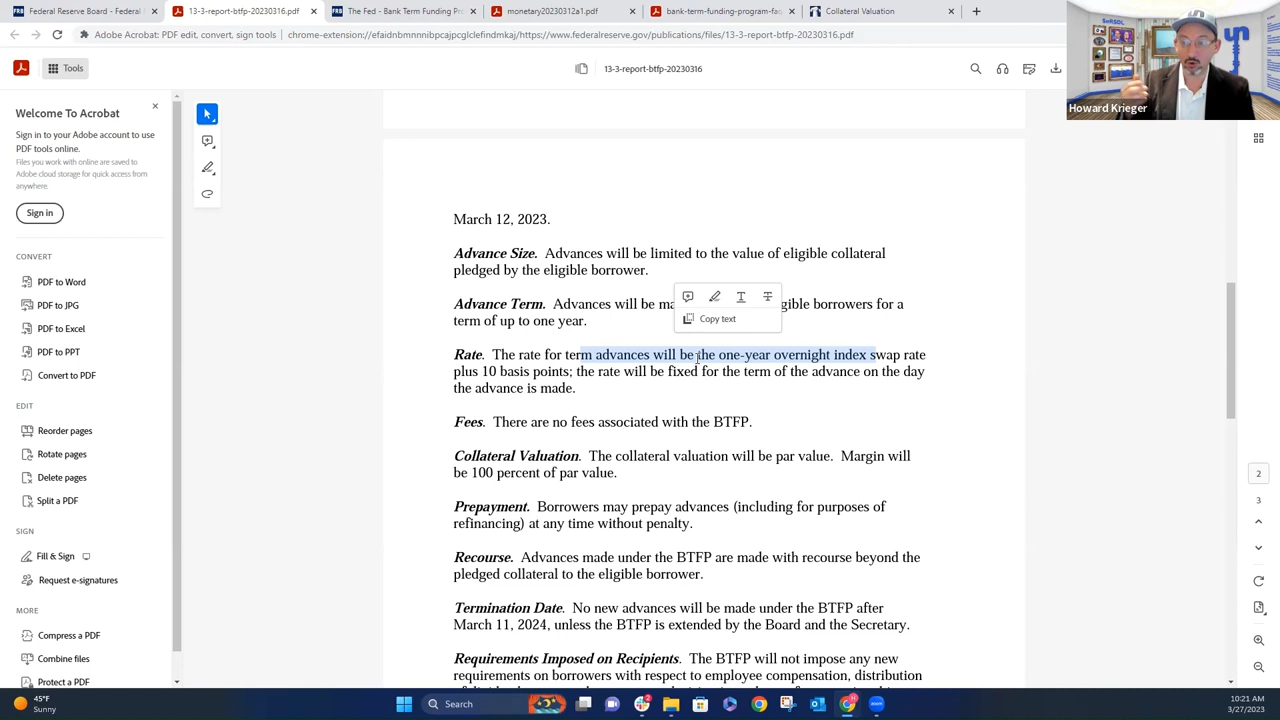 Board of Governors - Federal R
13-3-report-btfp-20230316.pdf
The Fed - Bank Term Funding Pr
monetary20230312a1.pdf
bank-term-funding-program-faq
Collateral Valuation
Adobe Acrobat: PDF edit, convert, sign tools
chrome-extension://efaidnbmnnnibpcajpcglclefindmkaj/https://www.federalreserve.gov/publications/files/13-3-report-btfp-20230316.pdf
Tools
13-3-report-btfp-20230316
SoRSDL
Howard Krieger
Welcome To Acrobat
Sign in to your Adobe account to use
PDF tools online.
Files you work with online are saved to
Adobe cloud storage for quick access from
anywhere.
Sign in
CONVERT
PDF to Word
PDF to JPG
PDF to Excel
PDF to PPT
Convert to PDF
EDIT
Reorder pages
Rotate pages
Delete pages
Split a PDF
SIGN
Fill & Sign
Request e-signatures
MORE
Compress a PDF
Combine files
Protect a PDF
March 12, 2023.
Advance Size. Advances will be limited to the value of eligible collateral
pledged by the eligible borrower.
Advance Term. Advances will be ma gible borrowers for a
term of up to one year.
Copy text
Rate. The rate for term advances will be the one-year overnight index swap rate
plus 10 basis points; the rate will be fixed for the term of the advance on the day
the advance is made.
Fees. There are no fees associated with the BTFP.
Collateral Valuation. The collateral valuation will be par value. Margin will
be 100 percent of par value.
Prepayment. Borrowers may prepay advances (including for purposes of
refinancing) at any time without penalty.
Recourse. Advances made under the BTFP are made with recourse beyond the
pledged collateral to the eligible borrower.
Termination Date. No new advances will be made under the BTFP after
March 11, 2024, unless the BTFP is extended by the Board and the Secretary.
Requirements Imposed on Recipients. The BTFP will not impose any new
requirements on borrowers with respect to employee compensation, distribution
2
3
45°F
Sunny
Search
10:21 AM
3/27/2023